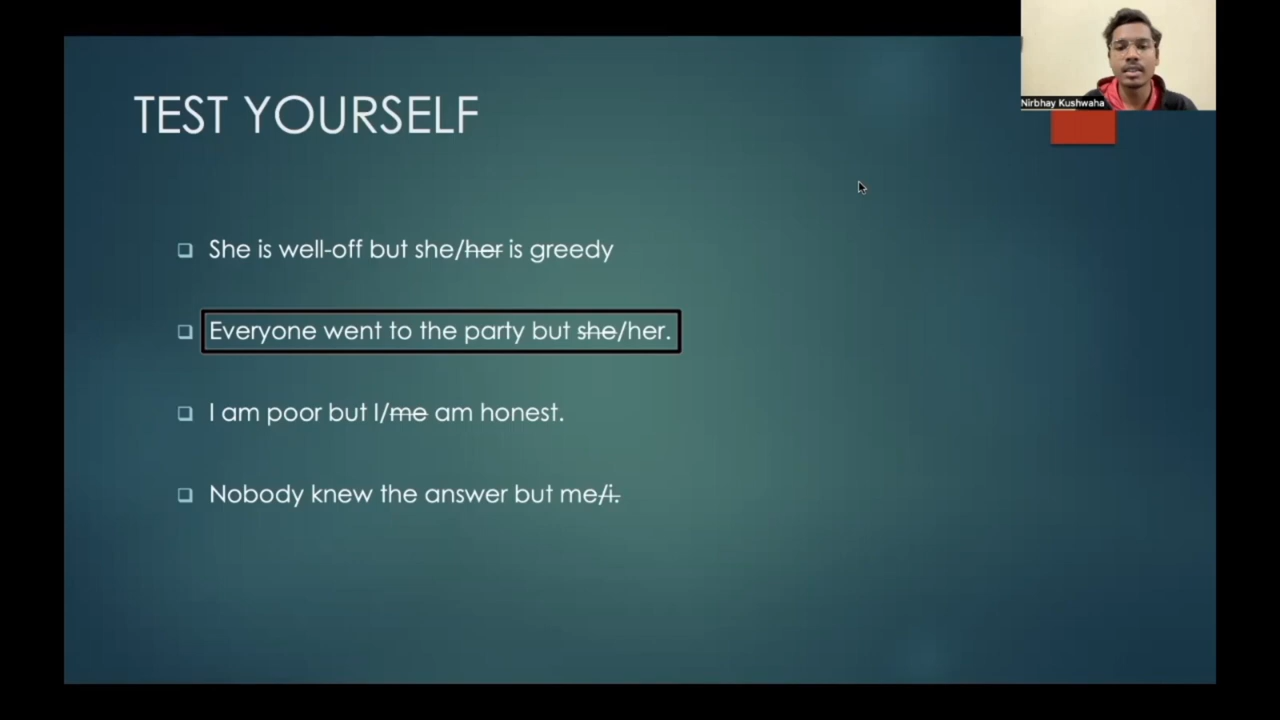 TEST YOURSELF
Nirbhay Kushwaha
She is well-off but she/her is greedy
Everyone went to the party but she/her.
I am poor but I/me am honest.
Nobody knew the answer but me/i.